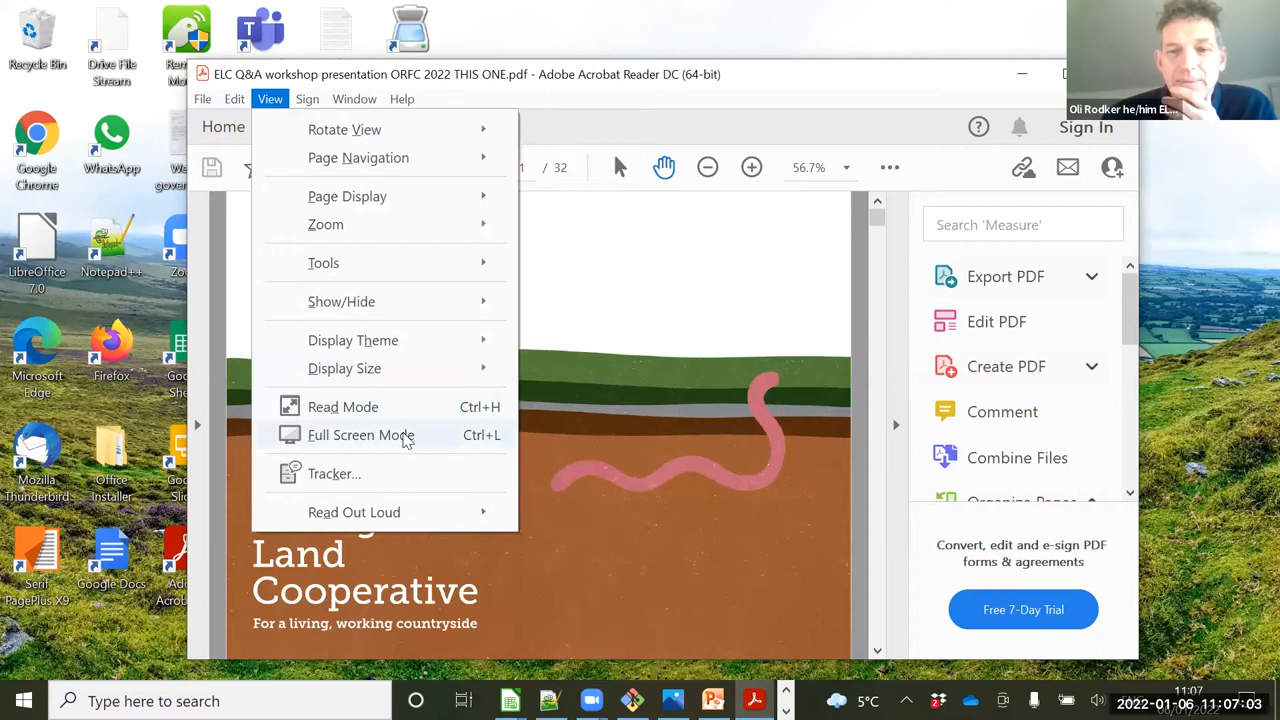 Recycle Bin
Drive File
Stream
ELC Q&A workshop presentation ORFC 2022 THIS ONE.pdf - Adobe Acrobat Reader DC (64-bit)
Oli Rodker he/him EL...
File Edit View Sign Window Help
Home
Sign In
1 / 32
56.7%
Google
Chrome
WhatsApp
Rotate View
Page Navigation
Page Display
Zoom
Tools
Show/Hide
Display Theme
Display Size
Read Mode Ctrl+H
Full Screen Mode Ctrl+L
Tracker...
Read Out Loud
Search 'Measure'
Export PDF
Edit PDF
Create PDF
Comment
Combine Files
Organize Pages
Convert, edit and e-sign PDF
forms & agreements
Free 7-Day Trial
LibreOffice
7.0
Notepad++
Microsoft
Edge
Firefox
Mozilla
Thunderbird
Office
Installer
Serif
PagePlus X9
Google Docs
Land
Cooperative
For a living, working countryside
Type here to search
5°C
ENG
11:07
2022-01-06 11:07:03